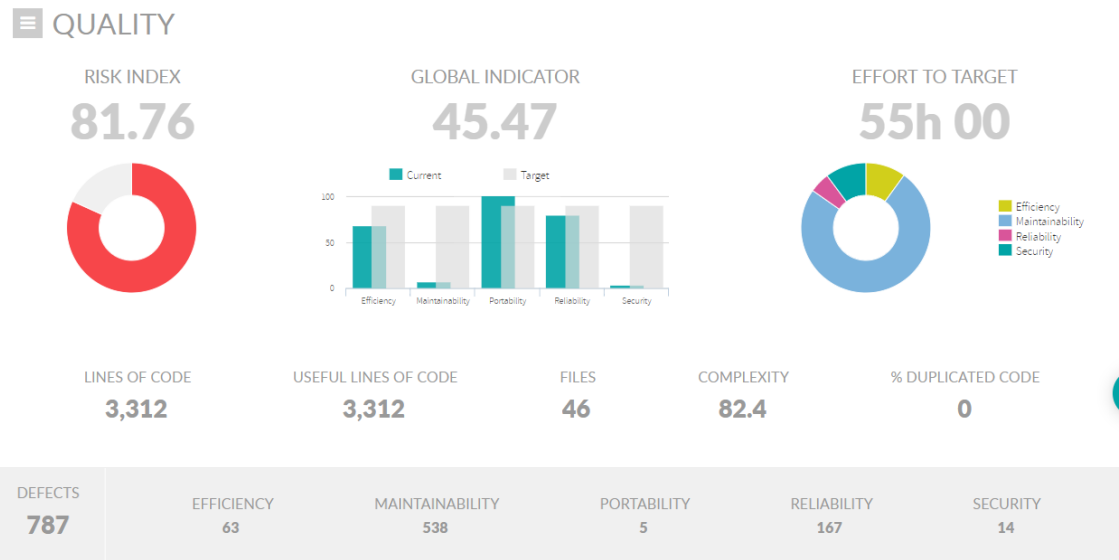 QUALITY
RISK INDEX
81.76
GLOBAL INDICATOR
45.47
Current
Target
100
50
0
Efficiency
Maintainability
Portability
Reliability
Security
EFFORT TO TARGET
55h 00
Efficiency
Maintainability
Reliability
Security
LINES OF CODE
3,312
USEFUL LINES OF CODE
3,312
FILES
46
COMPLEXITY
82.4
% DUPLICATED CODE
0
DEFECTS
787
EFFICIENCY
63
MAINTAINABILITY
538
PORTABILITY
5
RELIABILITY
167
SECURITY
14